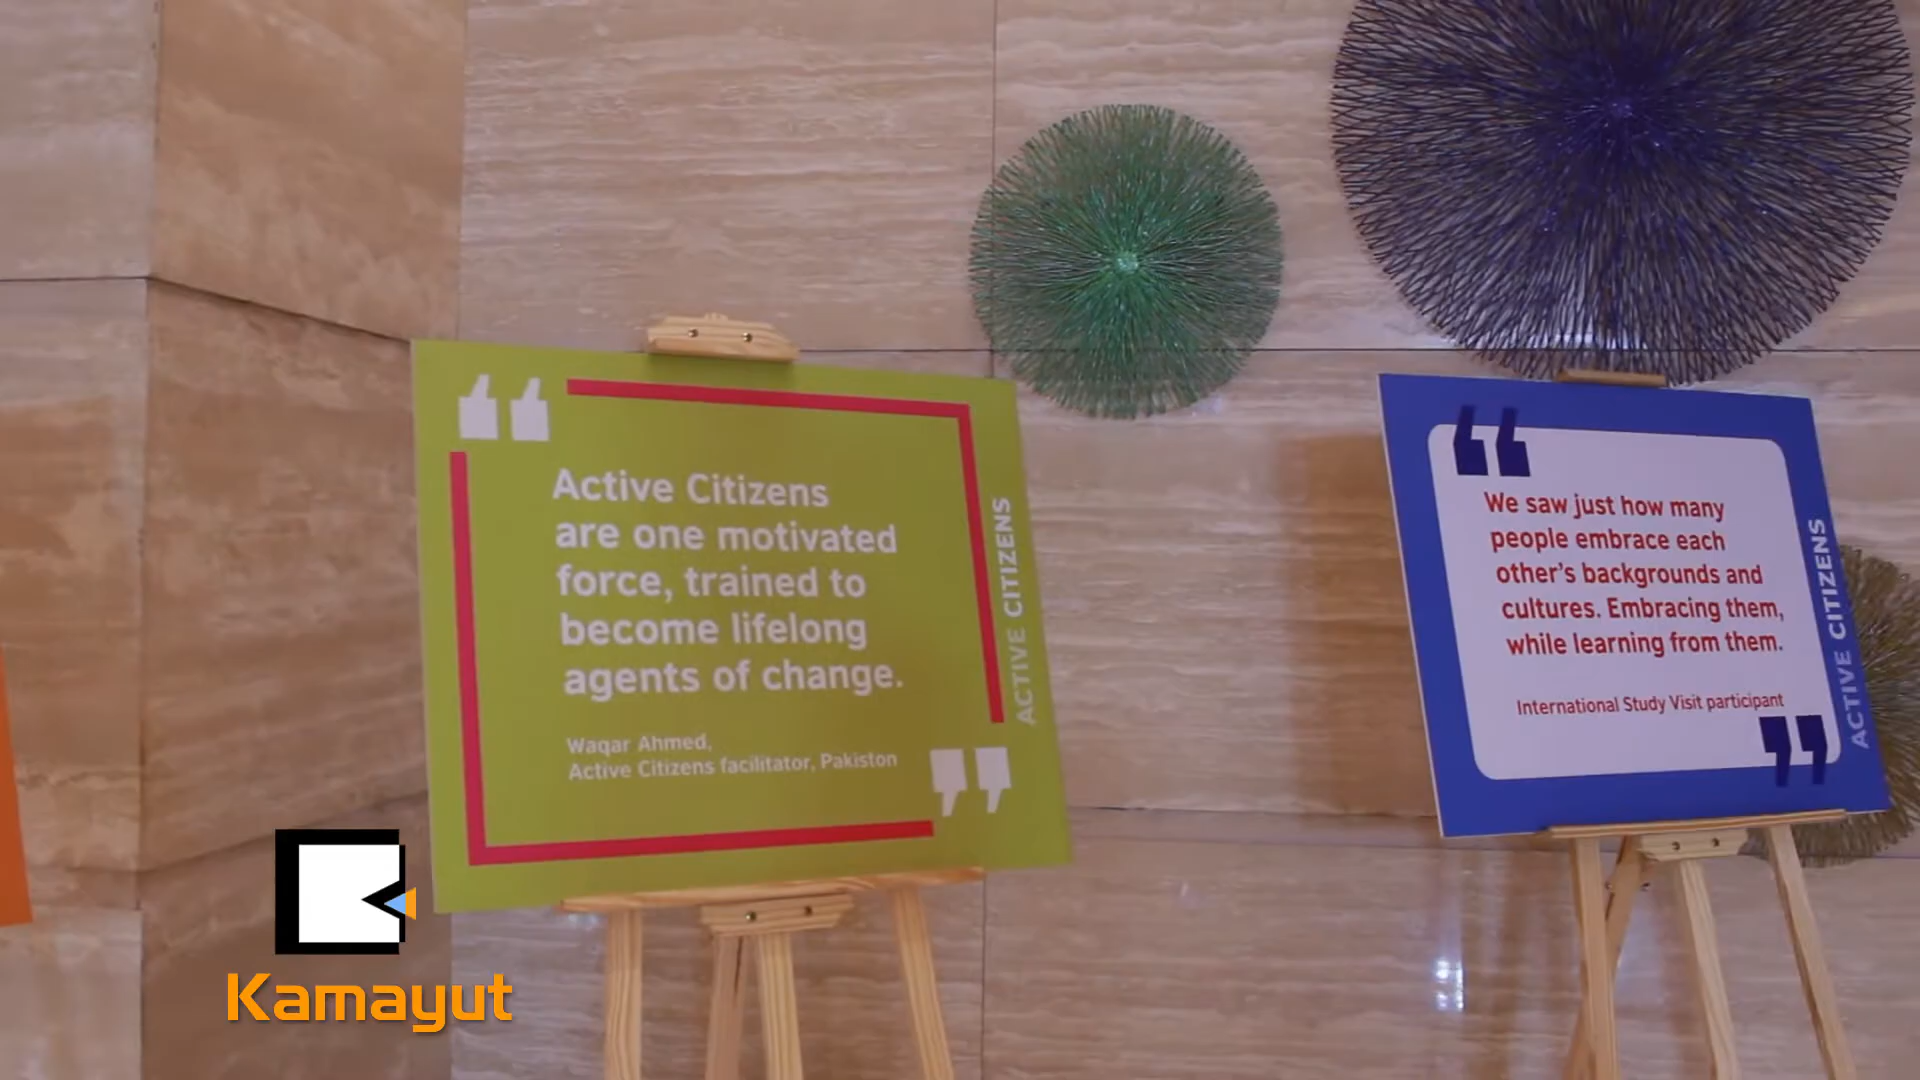 “
Active Citizens
are one motivated
force, trained to
become lifelong
agents of change.
Waqar Ahmed,
Active Citizens facilitator, Pakistan
”
ACTIVE CITIZENS
“
We saw just how many
people embrace each
other's backgrounds and
cultures. Embracing them,
while learning from them.
International Study Visit participant
”
ACTIVE CITIZENS
Kamayut